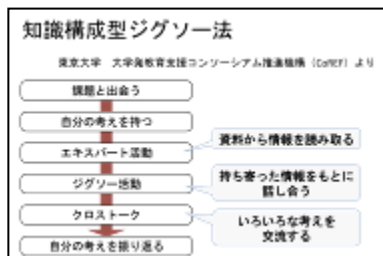 知識構成型ジグソー法
東京大学 大学発教育支援コンソーシアム推進機構（CoREF）より
課題と出会う
自分の考えを持つ
エキスパート活動
資料から情報を読み取る
ジグソー活動
持ち寄った情報をもとに
話し合う
クロストーク
いろいろな考えを
交流する
自分の考えを振り返る